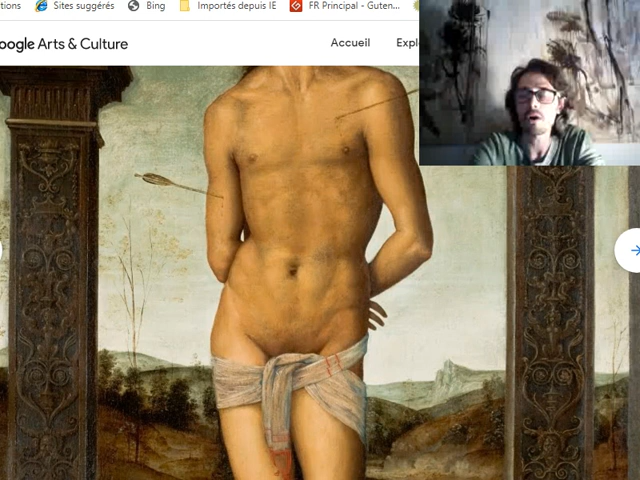 tions Sites suggérés Bing Importés depuis IE FR Principal - Guten...
oogle Arts & Culture Accueil Expl